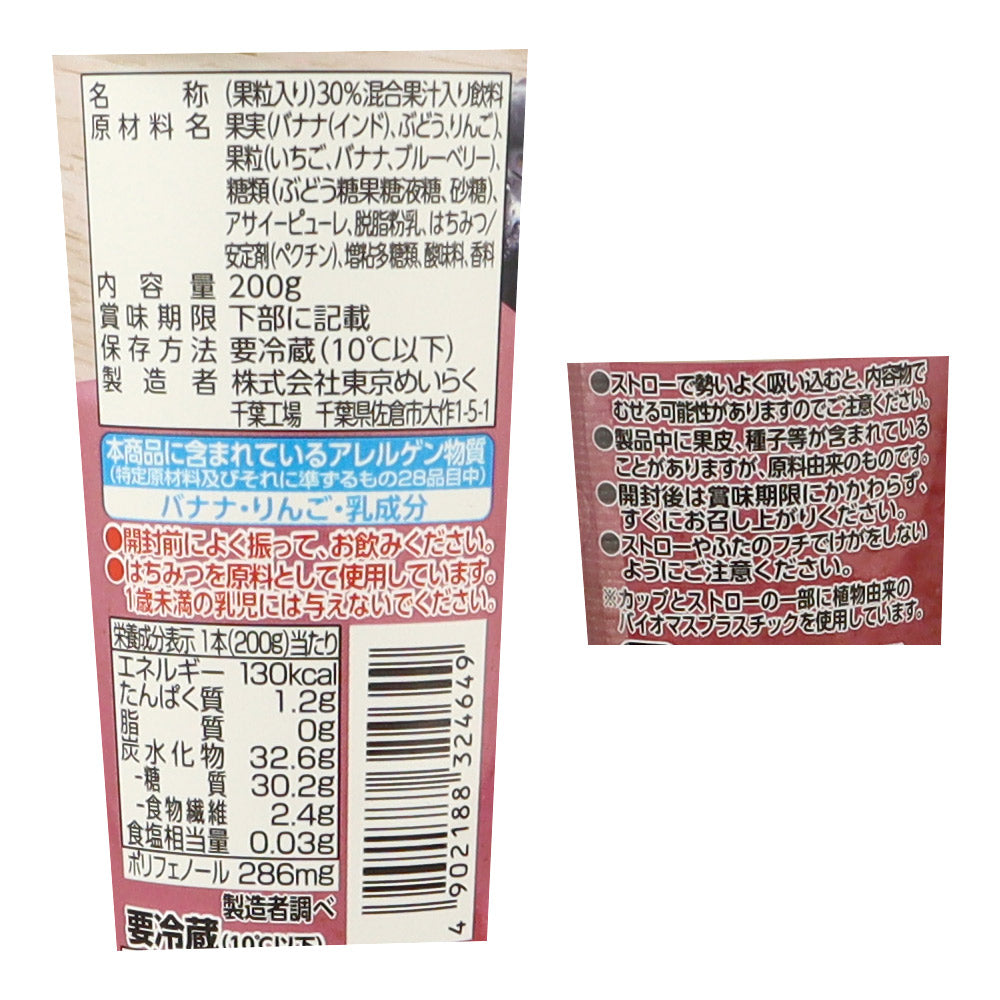 名称 (果粒入り)30%混合果汁入り飲料
原材料名 果実(バナナ(インド)、ぶどう、りんご)、
果粒(いちご、バナナ、ブルーベリー)、
糖類(ぶどう糖果糖液糖、砂糖)、
アサイーピューレ、脱脂粉乳、はちみつ/
安定剤(ペクチン)、増粘多糖類、酸味料、香料
内容量 200g
賞味期限 下部に記載
保存方法 要冷蔵(10℃以下)
製造者 株式会社東京めいらく
千葉工場 千葉県佐倉市大作1-5-1
本商品に含まれているアレルゲン物質
(特定原材料及びそれに準ずるもの28品目中)
バナナ・りんご・乳成分
●開封前によく振って、お飲みください。
●はちみつを原料として使用しています。
1歳未満の乳児には与えないでください。
栄養成分表示 1本(200g)当たり
エネルギー 130kcal
たんぱく質 1.2g
脂質 0g
炭水化物 32.6g
-糖質 30.2g
-食物繊維 2.4g
食塩相当量 0.03g
ポリフェノール 286mg
製造者調べ
要冷蔵(10℃以下)
4902188324649
●ストローで勢いよく吸い込むと、内容物で
むせる可能性がありますのでご注意ください。
●製品中に果皮、種子等が含まれている
ことがありますが、原料由来のものです。
●開封後は賞味期限にかかわらず、
すぐにお召し上がりください。
●ストローやふたのフチでけがをしない
ようにご注意ください。
※カップとストローの一部に植物由来の
バイオマスプラスチックを使用しています。